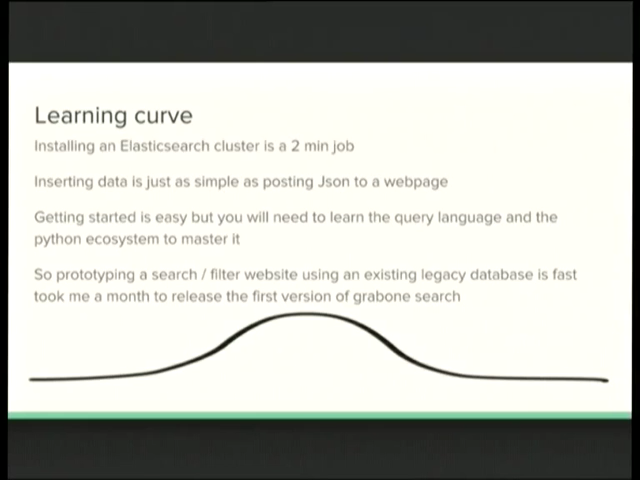 Learning curve
Installing an Elasticsearch cluster is a 2 min job
Inserting data is just as simple as posting Json to a webpage
Getting started is easy but you will need to learn the query language and the
python ecosystem to master it
So prototyping a search / filter website using an existing legacy database is fast
took me a month to release the first version of grabone search